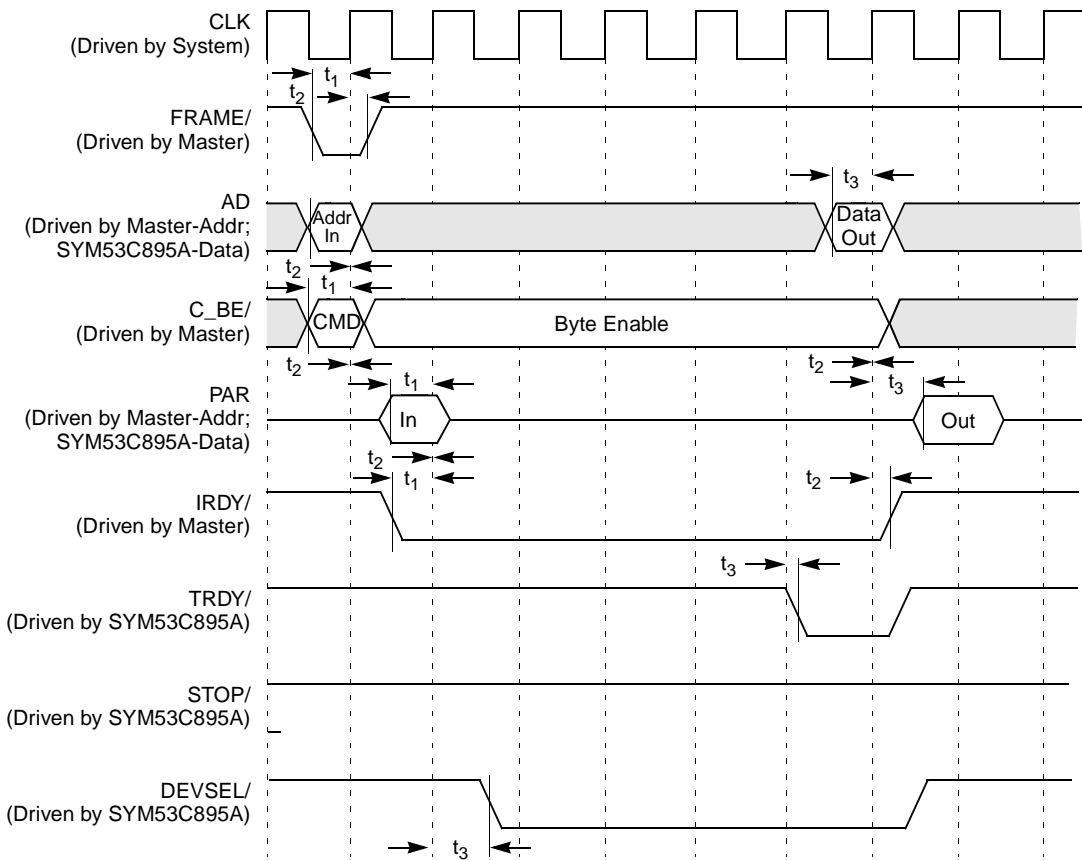 CLK
(Driven by System)
t1
t2
FRAME/
(Driven by Master)
t3
AD
(Driven by Master-Addr;
SYM53C895A-Data)
Addr
In
Data
Out
t2
t1
C_BE/
(Driven by Master)
CMD
Byte Enable
t2
t2
t1
t3
PAR
(Driven by Master-Addr;
SYM53C895A-Data)
In
Out
t2
t1
t2
IRDY/
(Driven by Master)
t3
TRDY/
(Driven by SYM53C895A)
STOP/
(Driven by SYM53C895A)
DEVSEL/
(Driven by SYM53C895A)
t3